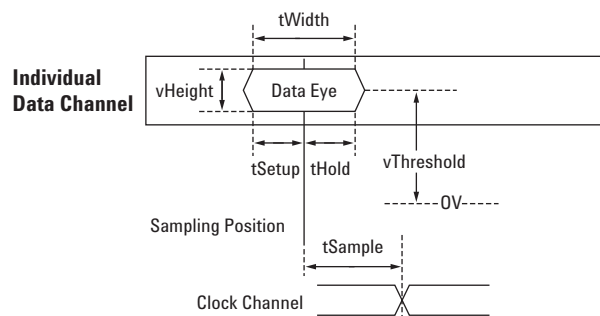 tWidth
Individual
Data Channel
vHeight
Data Eye
tSetup
tHold
vThreshold
0V
Sampling Position
tSample
Clock Channel